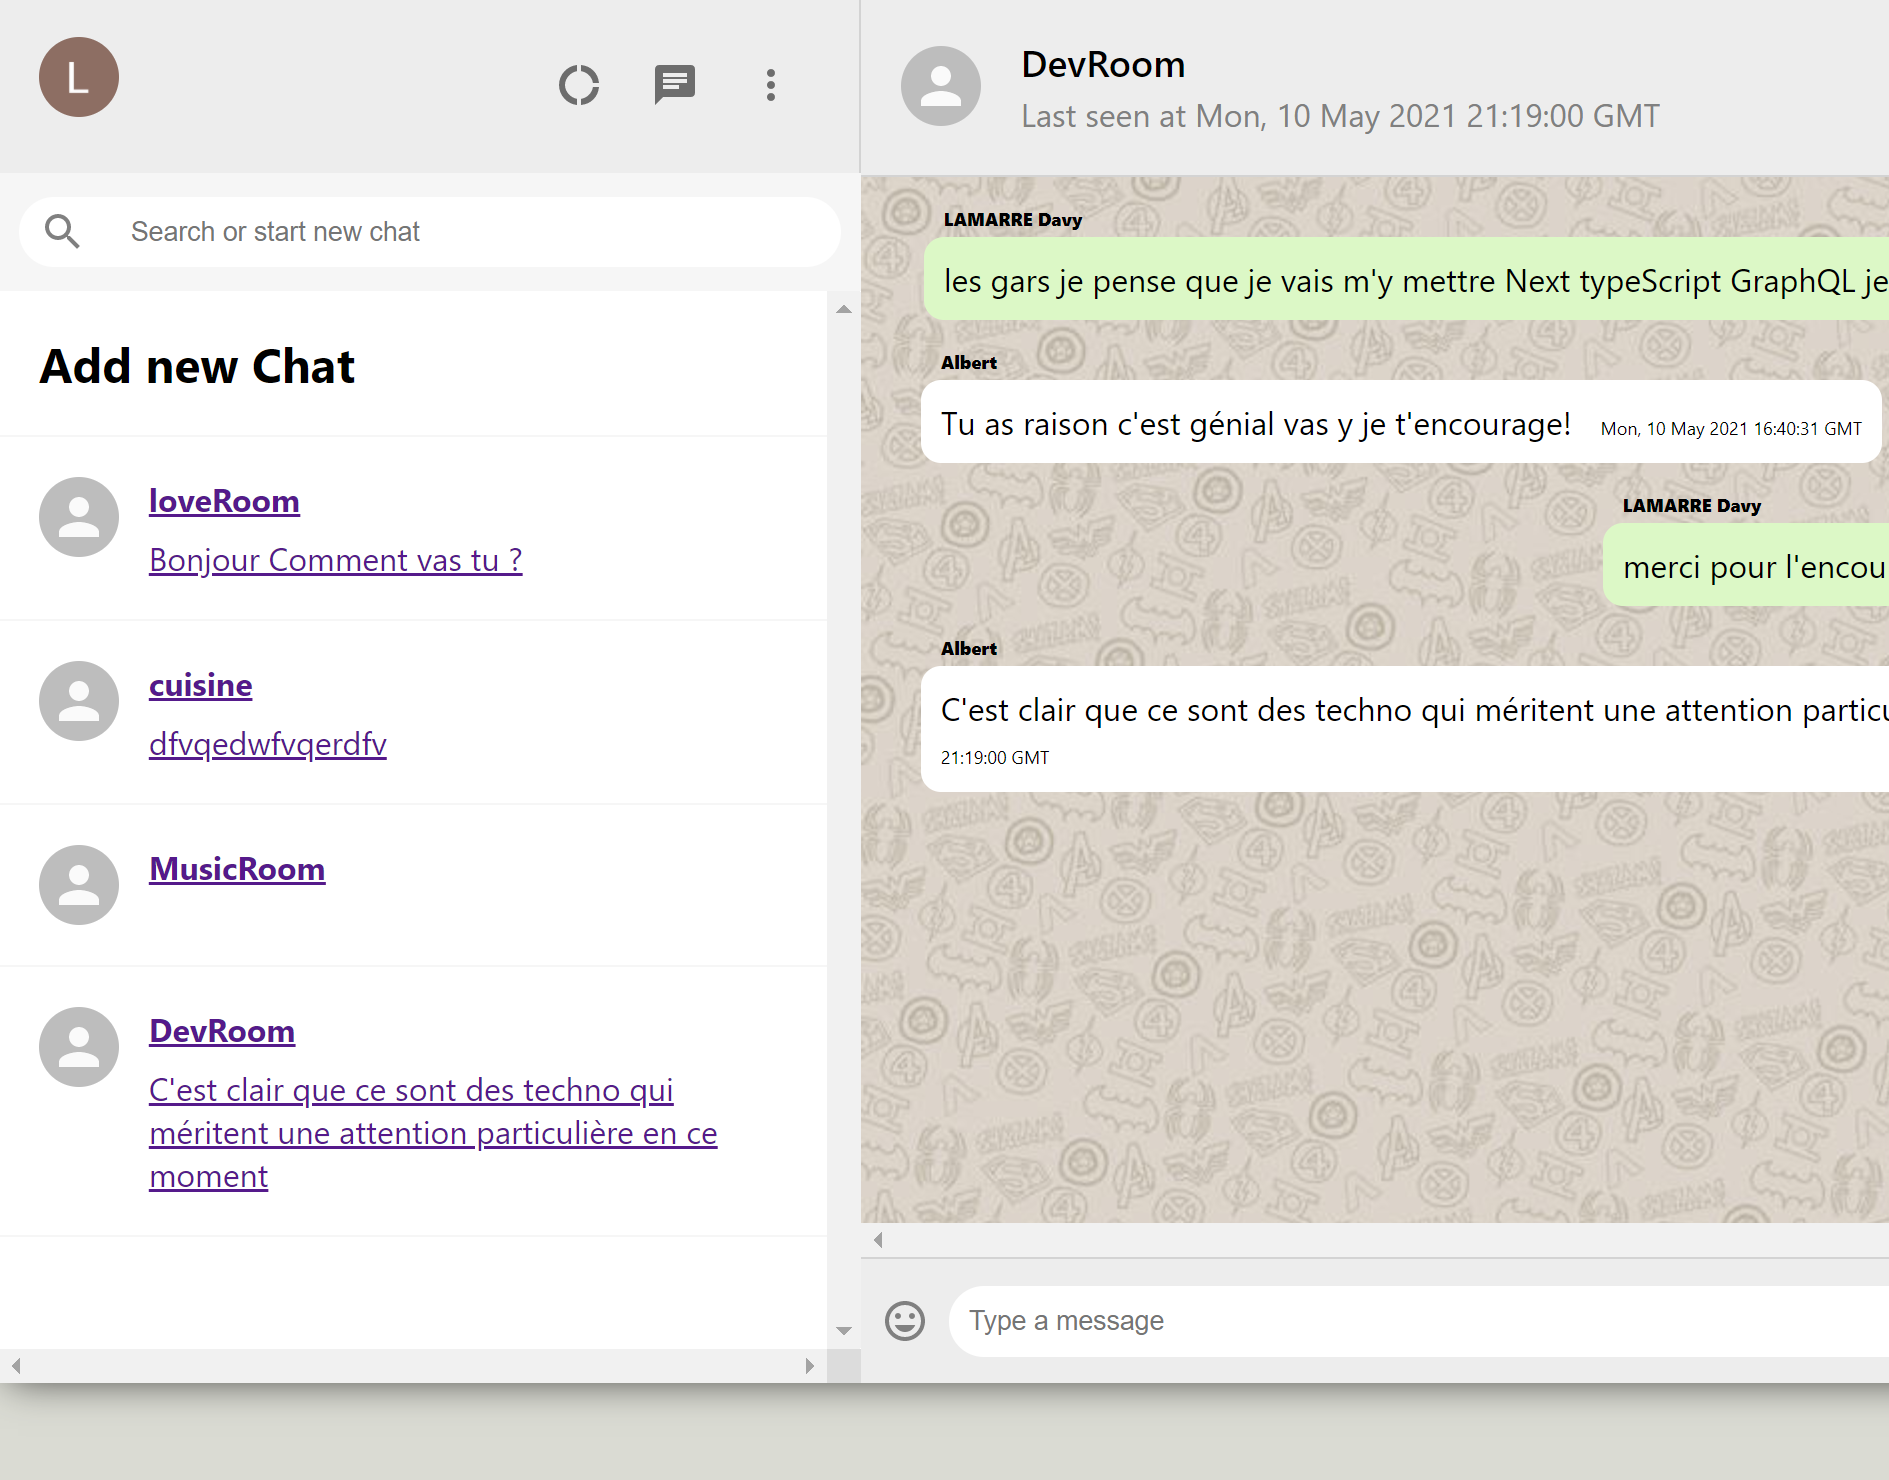 L
Search or start new chat
Add new Chat
loveRoom
Bonjour Comment vas tu ?
cuisine
dfvqedwfvqerdfv
MusicRoom
DevRoom
C'est clair que ce sont des techno qui
méritent une attention particulière en ce
moment
DevRoom
Last seen at Mon, 10 May 2021 21:19:00 GMT
LAMARRE Davy
les gars je pense que je vais m'y mettre Next typeScript GraphQL je
Albert
Tu as raison c'est génial vas y je t'encourage! Mon, 10 May 2021 16:40:31 GMT
LAMARRE Davy
merci pour l'encou
Albert
C'est clair que ce sont des techno qui méritent une attention particu
21:19:00 GMT
Type a message